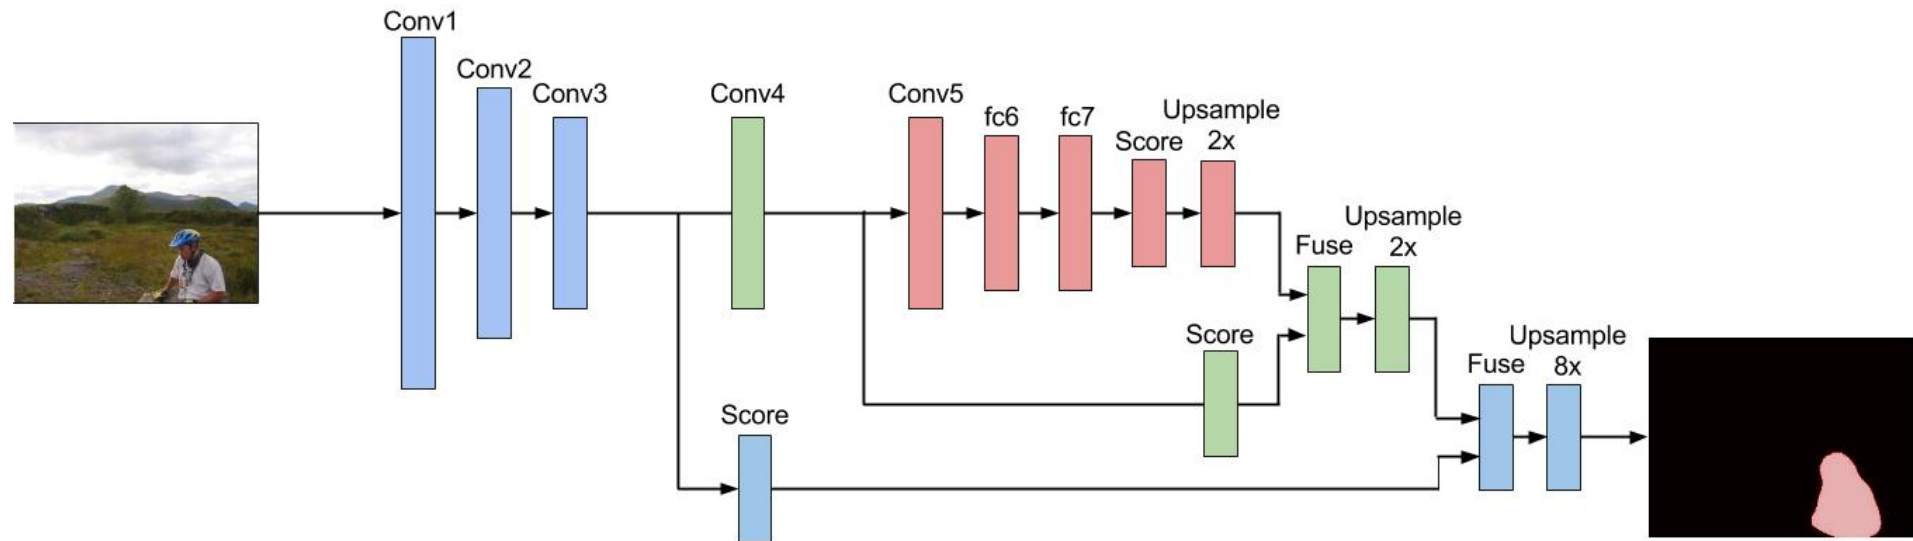 Conv1
Conv2
Conv3
Conv4
Conv5
fc6
fc7
Score
Upsample
2x
Fuse
Upsample
2x
Score
Fuse
Upsample
8x
Score